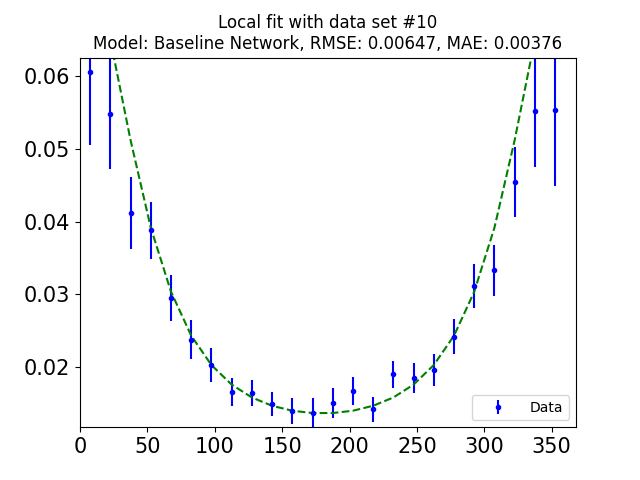 Local fit with data set #10
Model: Baseline Network, RMSE: 0.00647, MAE: 0.00376
0.06
0.05
0.04
0.03
0.02
Data
0 50 100 150 200 250 300 350